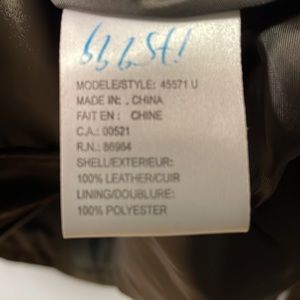 MODELE/STYLE: 45571 U
MADE IN: . CHINA
FAIT EN : CHINE
C.A.: 00521
R.N.: 86984
SHELL/EXTERIEUR:
100% LEATHER/CUIR
LINING/DOUBLURE:
100% POLYESTER